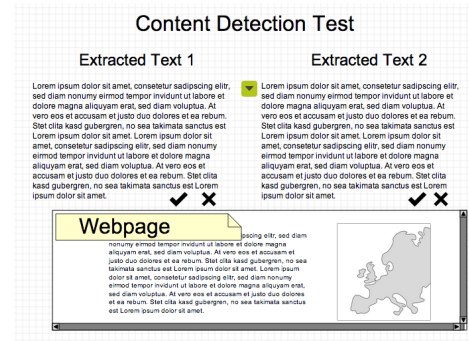 Content Detection Test
Extracted Text 1
Lorem ipsum dolor sit amet, consetetur sadipscing elitr,
sed diam nonumy eirmod tempor invidunt ut labore et
dolore magna aliquyam erat, sed diam voluptua. At
vero eos et accusam et justo duo dolores et ea rebum.
Stet clita kasd gubergren, no sea takimata sanctus est
Lorem ipsum dolor sit amet. Lorem ipsum dolor sit
amet, consetetur sadipscing elitr, sed diam nonumy
eirmod tempor invidunt ut labore et dolore magna
aliquyam erat, sed diam voluptua. At vero eos et
accusam et justo duo dolores et ea rebum. Stet clita
kasd gubergren, no sea takimata sanctus est Lorem
ipsum dolor sit amet.
Extracted Text 2
Lorem ipsum dolor sit amet, consetetur sadipscing elitr,
sed diam nonumy eirmod tempor invidunt ut labore et
dolore magna aliquyam erat, sed diam voluptua. At
vero eos et accusam et justo duo dolores et ea rebum.
Stet clita kasd gubergren, no sea takimata sanctus est
Lorem ipsum dolor sit amet. Lorem ipsum dolor sit
amet, consetetur sadipscing elitr, sed diam nonumy
eirmod tempor invidunt ut labore et dolore magna
aliquyam erat, sed diam voluptua. At vero eos et
accusam et justo duo dolores et ea rebum. Stet clita
kasd gubergren, no sea takimata sanctus est Lorem
ipsum dolor sit amet.
Webpage
elitr, sed diam
nonumy eirmod tempor invidunt ut labore et dolore magna
aliquyam erat, sed diam voluptua. At vero eos et accusam et
justo duo dolores et ea rebum. Stet clita kasd gubergren, no sea
takimata sanctus est Lorem ipsum dolor sit amet. Lorem ipsum
dolor sit amet, consetetur sadipscing elitr, sed diam nonumy
eirmod tempor invidunt ut labore et dolore magna aliquyam erat,
sed diam voluptua. At vero eos et accusam et justo duo dolores
et ea rebum. Stet clita kasd gubergren, no sea takimata sanctus
est Lorem ipsum dolor sit amet.